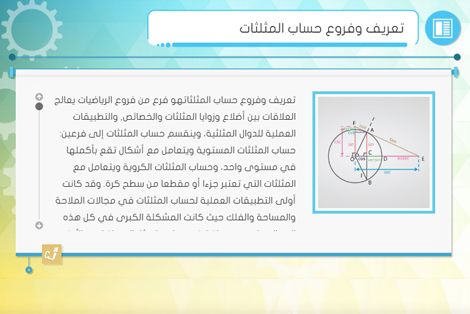 تعريف وفروع حساب المثلثات
تعريف وفروع حساب المثلثاتهو فرع من فروع الرياضيات يعالج
العلاقات بين أضلاع وزوايا المثلثات والخصائص, والتطبيقات
العملية للدوال المثلثية, وينقسم حساب المثلثات إلى فرعين:
حساب المثلثات المستوية ويتعامل مع أشكال تقع بأكملها
في مستوى واحد، وحساب المثلثات الكروية ويتعامل مع
المثلثات التي تعتبر جزءا أو مقطعا من سطح كرة. وقد كانت
أولى التطبيقات العملية لحساب المثلثات في مجالات الملاحة
والمساحة والفلك حيث كانت المشكلة الكبرى في كل هذه
F
A
C
D
E
O
B